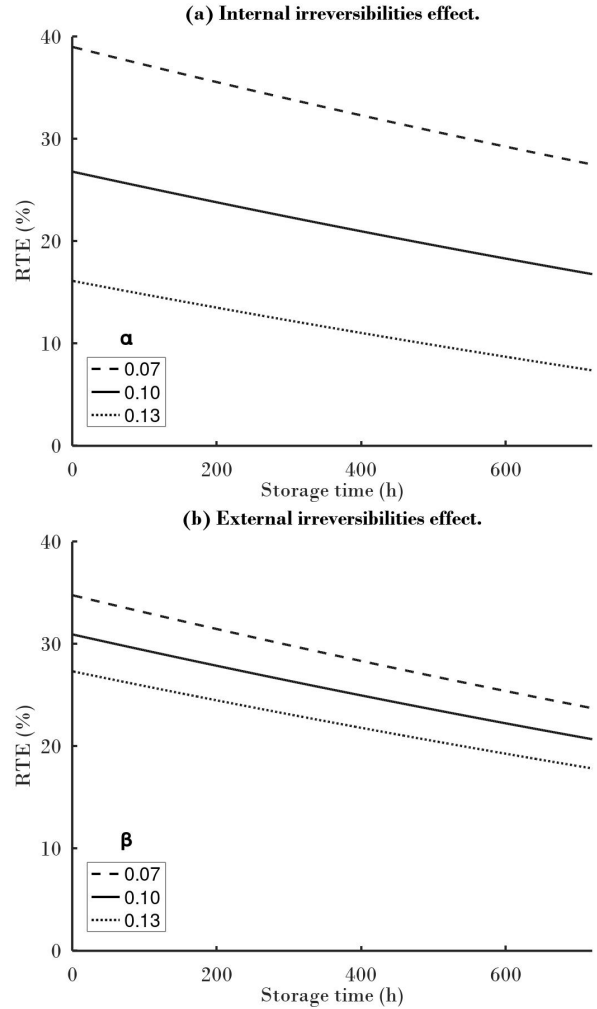 (a) Internal irreversibilities effect.
40
30
20
10
0
RTE (%)
α
0.07
0.10
0.13
0 200 400 600
Storage time (h)
(b) External irreversibilities effect.
40
30
20
10
0
RTE (%)
β
0.07
0.10
0.13
0 200 400 600
Storage time (h)